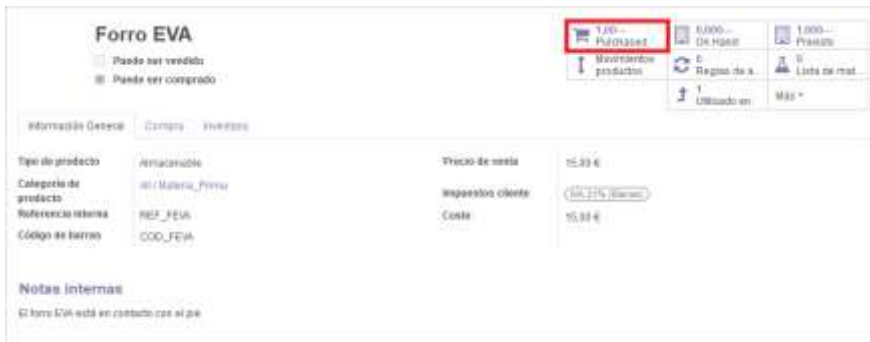 Forro EVA
Puede ser vendido
Puede ser comprado
1,00...
Purchased
0,000...
On Hand
1,000...
Previsto
Movimientos
productos
0
Reglas de a...
0
Lista de mat...
1
Utilizado en
Más
Información General
Compra
Inventario
Tipo de producto
Almacenable
Precio de venta
15,00 €
Categoría de
producto
All / Materia_Prima
Impuestos cliente
IVA 21% (Bienes)
Referencia interna
REF_FEVA
Coste
15,00 €
Código de barras
COD_FEVA
Notas internas
El forro EVA está en contacto con el pie